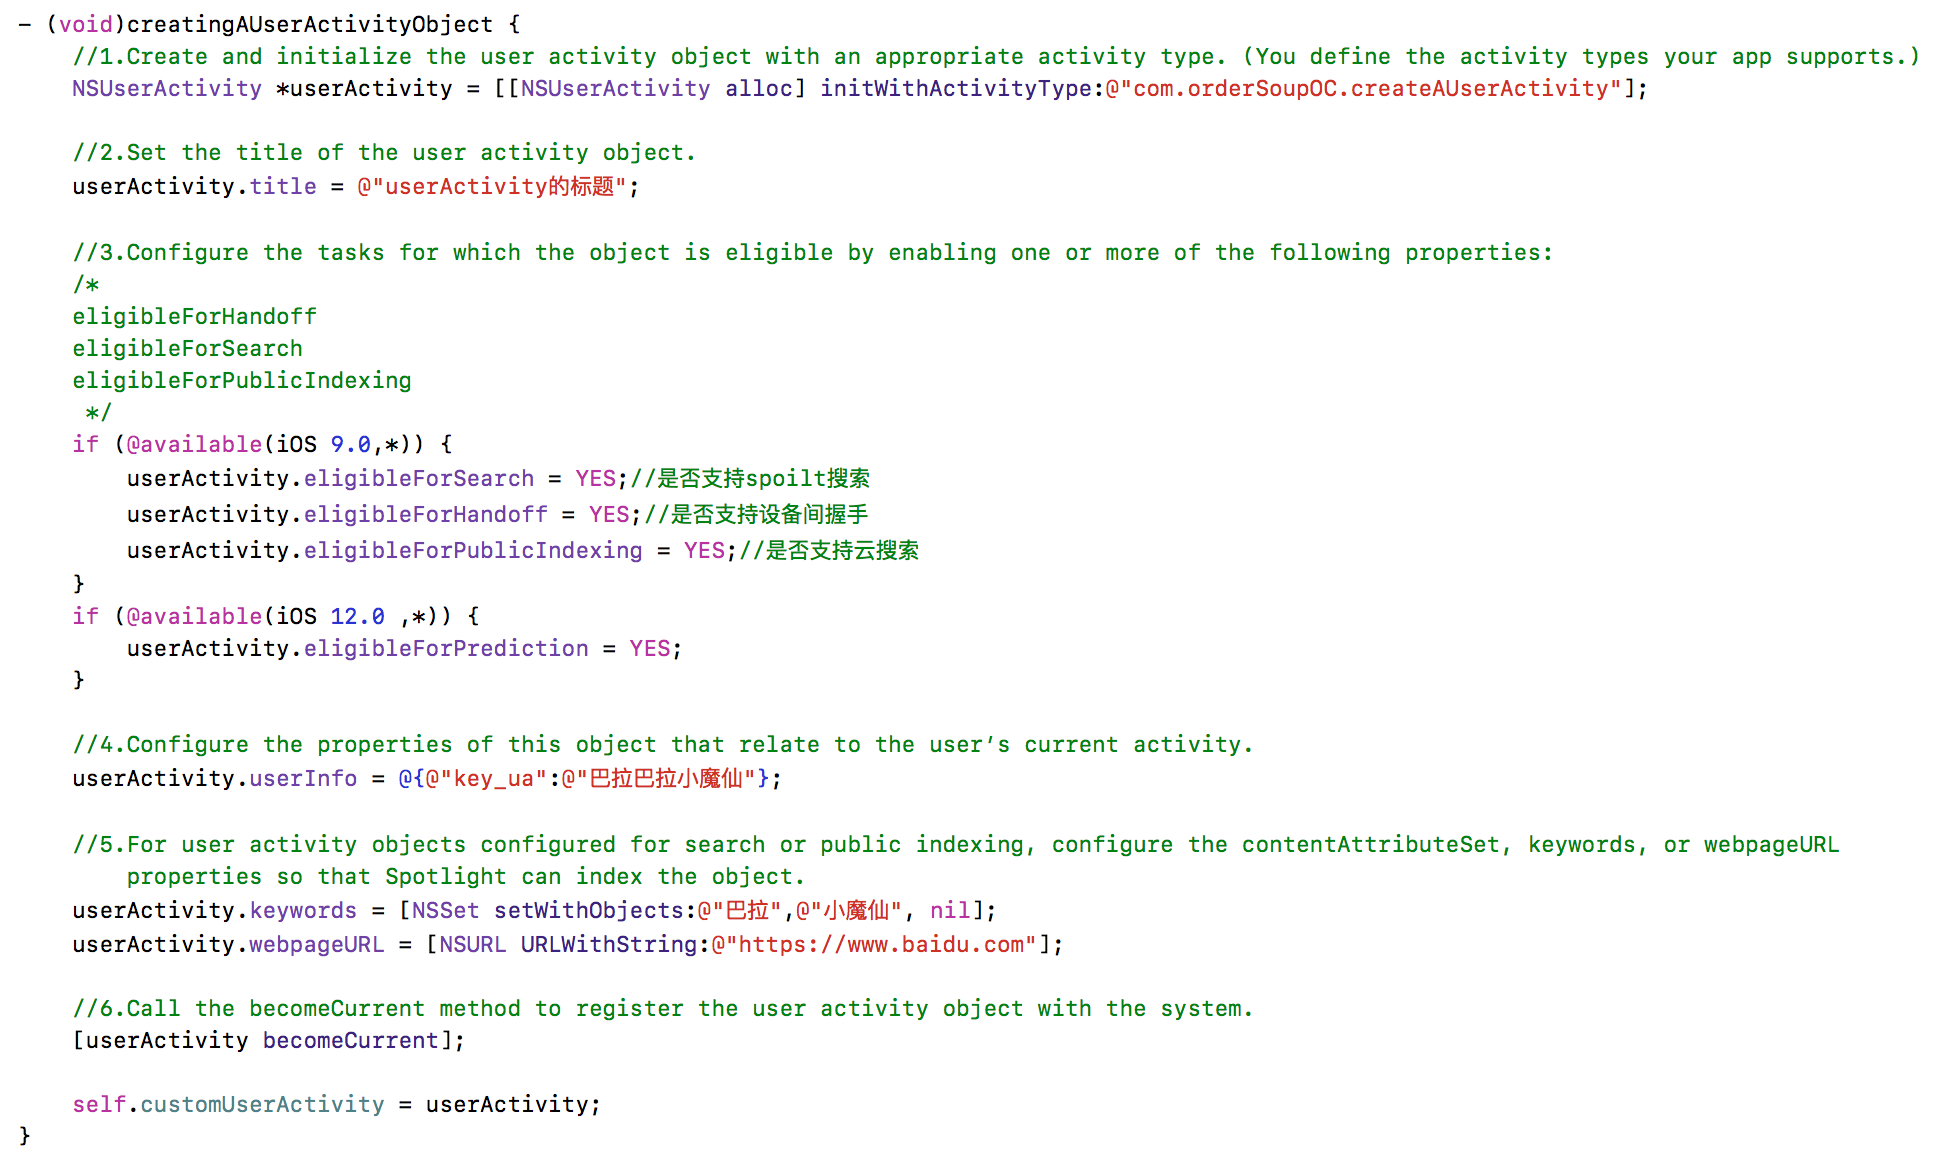 - (void)creatingAUserActivityObject {
    //1.Create and initialize the user activity object with an appropriate activity type. (You define the activity types your app supports.)
    NSUserActivity *userActivity = [[NSUserActivity alloc] initWithActivityType:@"com.orderSoupOC.createAUserActivity"];

    //2.Set the title of the user activity object.
    userActivity.title = @"userActivity的标题";

    //3.Configure the tasks for which the object is eligible by enabling one or more of the following properties:
    /*
    eligibleForHandoff
    eligibleForSearch
    eligibleForPublicIndexing
     */
    if (@available(iOS 9.0,*)) {
        userActivity.eligibleForSearch = YES;//是否支持spoilt搜索
        userActivity.eligibleForHandoff = YES;//是否支持设备间握手
        userActivity.eligibleForPublicIndexing = YES;//是否支持云搜索
    }
    if (@available(iOS 12.0 ,*)) {
        userActivity.eligibleForPrediction = YES;
    }

    //4.Configure the properties of this object that relate to the user‘s current activity.
    userActivity.userInfo = @{@"key_ua":@"巴拉巴拉小魔仙"};

    //5.For user activity objects configured for search or public indexing, configure the contentAttributeSet, keywords, or webpageURL
        properties so that Spotlight can index the object.
    userActivity.keywords = [NSSet setWithObjects:@"巴拉",@"小魔仙", nil];
    userActivity.webpageURL = [NSURL URLWithString:@"https://www.baidu.com"];

    //6.Call the becomeCurrent method to register the user activity object with the system.
    [userActivity becomeCurrent];

    self.customUserActivity = userActivity;
}